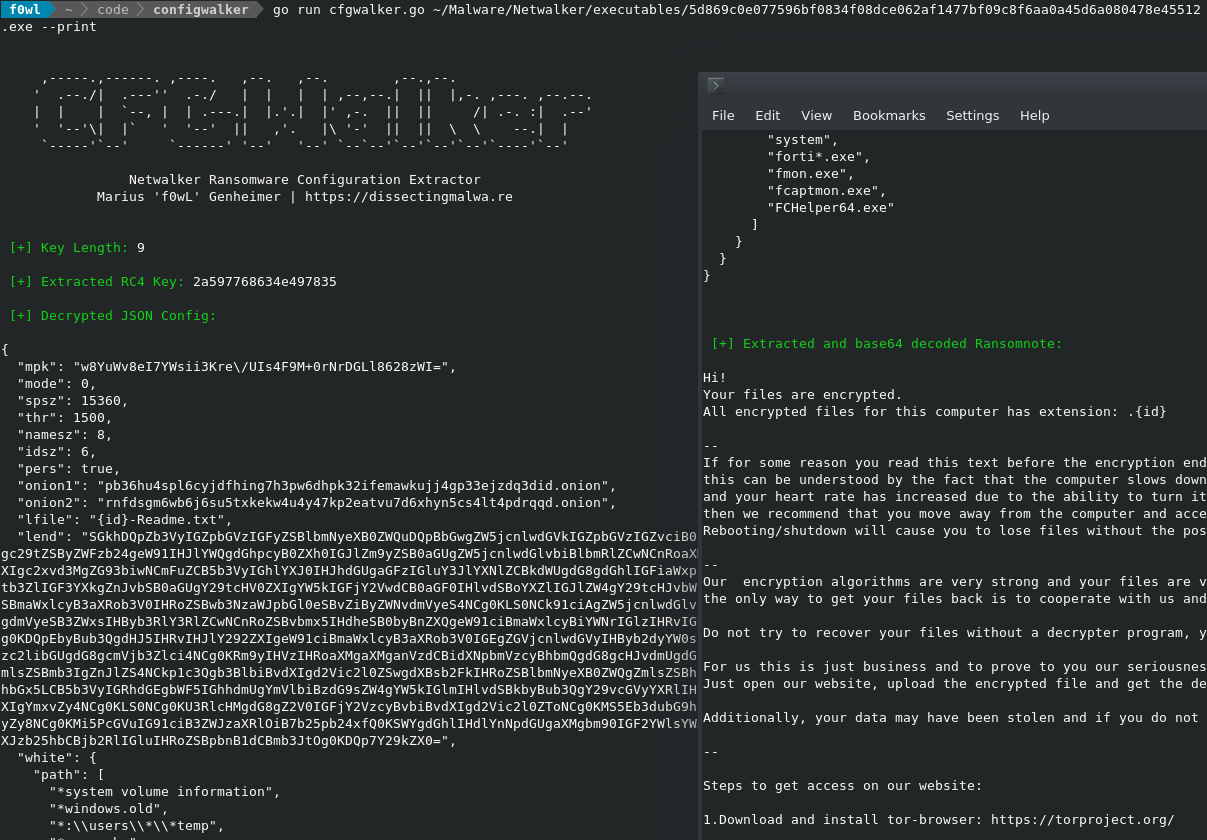 f0wl ~ code configwalker go run cfgwalker.go ~/Malware/Netwalker/executables/5d869c0e077596bf0834f08dce062af1477bf09c8f6aa0a45d6a080478e45512
.exe --print
Netwalker Ransomware Configuration Extractor
Marius 'f0wL' Genheimer | https://dissectingmalwa.re
[+] Key Length: 9
[+] Extracted RC4 Key: 2a597768634e497835
[+] Decrypted JSON Config:
{
"mpk": "w8YuWv8eI7YWsii3Kre\/UIs4F9M+0rNrDGLl8628zWI=",
"mode": 0,
"spsz": 15360,
"thr": 1500,
"namesz": 8,
"idsz": 6,
"pers": true,
"onion1": "pb36hu4spl6cyjdfhing7h3pw6dhpk32ifemawkujj4gp33ejzdq3did.onion",
"onion2": "rnfdsgm6wb6j6su5txkekw4u4y47kp2eatvu7d6xhyn5cs4lt4pdrqqd.onion",
"lfile": "{id}-Readme.txt",
"lend": "SGkhDQpZb3VyIGZpbGVzIGFyZSBlbmNyeXB0ZWQuDQpBbGwgZW5jcnlwdGVkIGZpbGVzIGZvciB0
gc29tZSByZWFzb24geW91IHJlYWQgdGhpcyB0ZXh0IGJlZm9yZSB0aGUgZW5jcnlwdGlvbiBlbmRlZCwNCnRoaX
XIgc2xvd3MgZG93biwNCmFuZCB5b3VyIGhlYXJ0IHJhdGUgaGFzIGluY3JlYXNlZCBkdWUgdG8gdGhlIGFiaWxp
tb3ZlIGF3YXkgZnJvbSB0aGUgY29tcHV0ZXIgYW5kIGFjY2VwdCB0aGF0IHlvdSBoYXZlIGJlZW4gY29tcHJvbW
SBmaWxlcyB3aXRob3V0IHRoZSBwb3NzaWJpbGl0eSBvZiByZWNvdmVyeS4NCg0KLS0NCk91ciAgZW5jcnlwdGlv
gdmVyeSB3ZWxsIHByb3RlY3RlZCwNCnRoZSBvbmx5IHdheSB0byBnZXQgeW91ciBmaWxlcyBiYWNrIGlzIHRvIG
g0KDQpEbyBub3QgdHJ5IHRvIHJlY292ZXIgeW91ciBmaWxlcyB3aXRob3V0IGEgZGVjcnlwdGVyIHByb2dyYW0s
zc2libGUgdG8gcmVjb3Zlci4NCg0KRm9yIHVzIHRoaXMgaXMganVzdCBidXNpbmVzcyBhbmQgdG8gcHJvdmUgdG
mlsZSBmb3IgZnJlZS4NCkp1c3Qgb3BlbiBvdXIgd2Vic2l0ZSwgdXBsb2FkIHRoZSBlbmNyeXB0ZWQgZmlsZSBh
hbGx5LCB5b3VyIGRhdGEgbWF5IGhhdmUgYmVlbiBzdG9sZW4gYW5kIGlmIHlvdSBkbyBub3QgY29vcGVyYXRlIH
XIgYmxvZy4NCg0KLS0NCg0KU3RlcHMgdG8gZ2V0IGFjY2VzcyBvbiBvdXIgd2Vic2l0ZToNCg0KMS5Eb3dubG9h
yZy8NCg0KMi5PcGVuIG91ciB3ZWJzaXRlOiB7b25pb24xfQ0KSWYgdGhlIHdlYnNpdGUgaXMgbm90IGF2YWlsYW
XJzb25hbCBjb2RlIGluIHRoZSBpbnB1dCBmb3JtOg0KDQp7Y29kZX0=",
"white": {
"path": [
"*system volume information",
"*windows.old",
"*:\\users\\*\\*temp",
File Edit View Bookmarks Settings Help
"system",
"forti*.exe",
"fmon.exe",
"fcaptmon.exe",
"FCHelper64.exe"
]
}
}
}
[+] Extracted and base64 decoded Ransomnote:
Hi!
Your files are encrypted.
All encrypted files for this computer has extension: .{id}
--
If for some reason you read this text before the encryption end
this can be understood by the fact that the computer slows down
and your heart rate has increased due to the ability to turn it
then we recommend that you move away from the computer and acce
Rebooting/shutdown will cause you to lose files without the pos
--
Our  encryption algorithms are very strong and your files are v
the only way to get your files back is to cooperate with us and
Do not try to recover your files without a decrypter program, y
For us this is just business and to prove to you our seriousnes
Just open our website, upload the encrypted file and get the de
Additionally, your data may have been stolen and if you do not
--
Steps to get access on our website:
1.Download and install tor-browser: https://torproject.org/